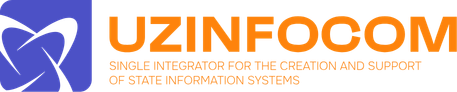 UZINFOCOM
SINGLE INTEGRATOR FOR THE CREATION AND SUPPORT
OF STATE INFORMATION SYSTEMS